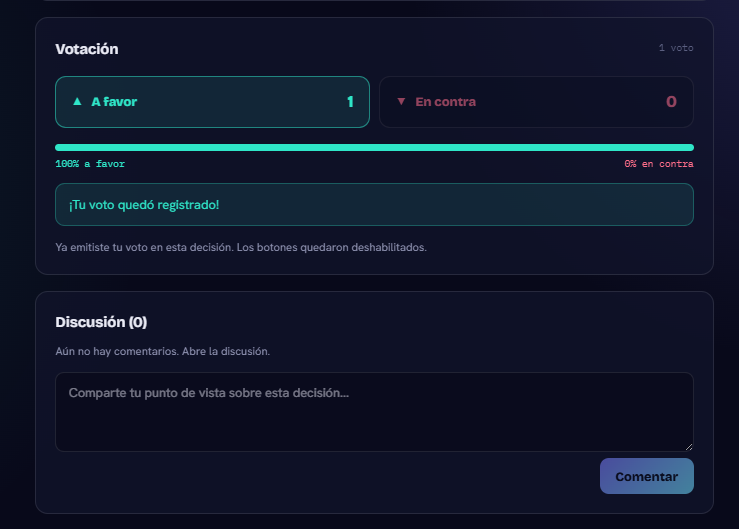 Votación
1 voto
▲ A favor 1
▼ En contra 0
100% a favor
0% en contra
¡Tu voto quedó registrado!
Ya emitiste tu voto en esta decisión. Los botones quedaron deshabilitados.
Discusión (0)
Aún no hay comentarios. Abre la discusión.
Comparte tu punto de vista sobre esta decisión...
Comentar